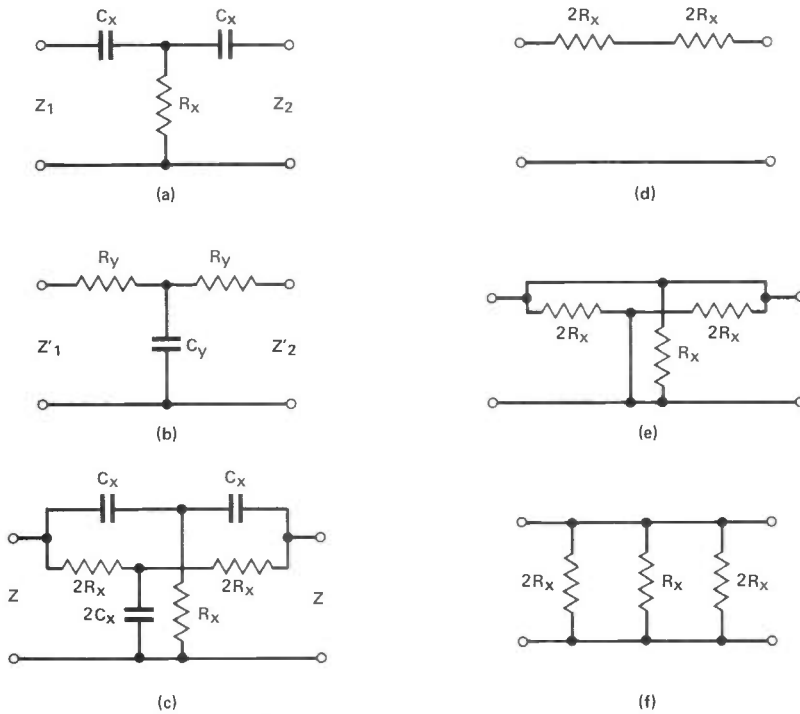 Cx Cx
Z1 Rx Z2
(a)
Ry Ry
Z'1 Cy Z'2
(b)
Cx Cx
2Rx 2Rx
Z 2Cx Rx Z
(c)
2Rx 2Rx
(d)
2Rx Rx 2Rx
(e)
2Rx Rx 2Rx
(f)